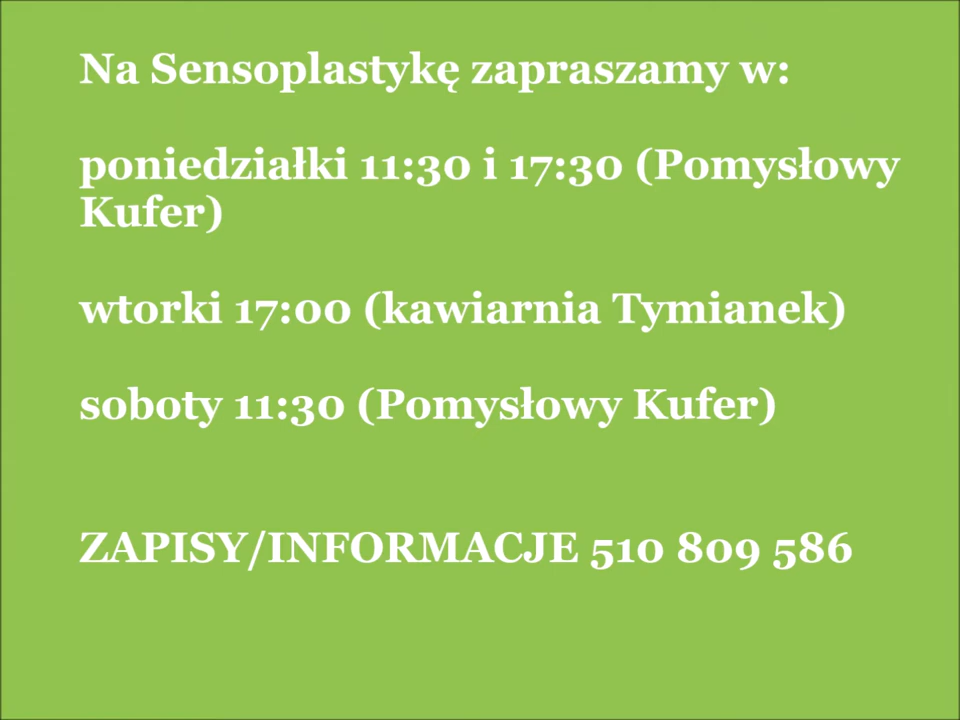 Na Sensoplastykę zapraszamy w:
poniedziałki 11:30 i 17:30 (Pomysłowy
Kufer)
wtorki 17:00 (kawiarnia Tymianek)
soboty 11:30 (Pomysłowy Kufer)
ZAPISY/INFORMACJE 510 809 586